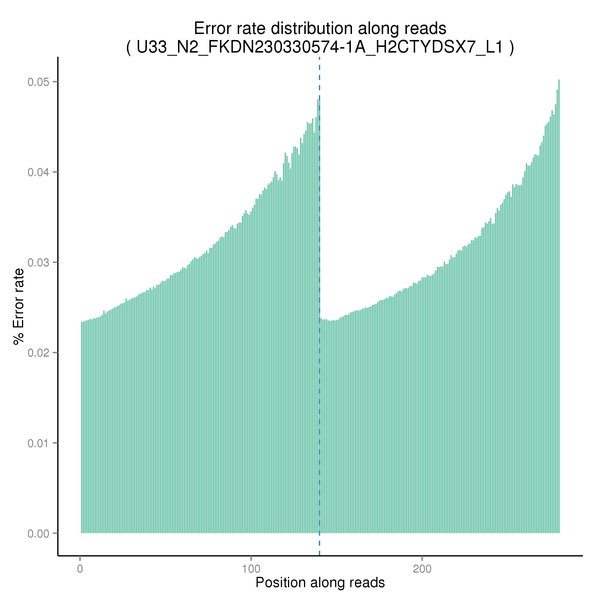 Error rate distribution along reads
( U33_N2_FKDN230330574-1A_H2CTYDSX7_L1 )
% Error rate
0.05
0.04
0.03
0.02
0.01
0.00
0
100
200
Position along reads